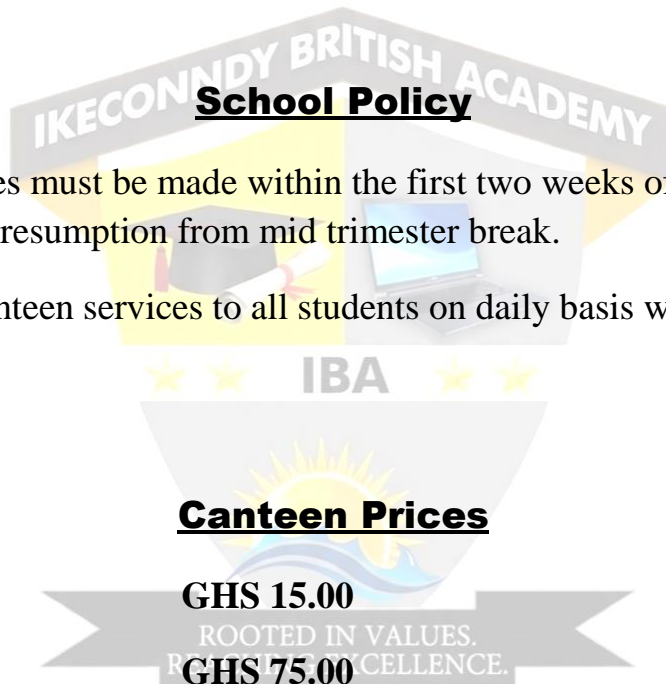 IKECONNDY BRITISH ACADEMY
School Policy
es must be made within the first two weeks of
resumption from mid trimester break.
nteen services to all students on daily basis w
IBA
Canteen Prices
GHS 15.00
ROOTED IN VALUES.
REACHING EXCELLENCE.
GHS 75.00